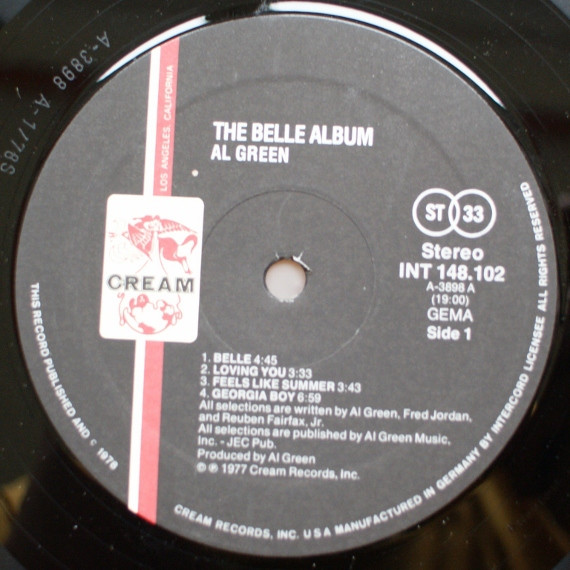 A-3898 A-1/78S
LOS ANGELES, CALIFORNIA
THE BELLE ALBUM
AL GREEN
ST 33
Stereo
INT 148.102
A-3898 A
(19:00)
GEMA
Side 1
CREAM
1. BELLE 4:45
2. LOVING YOU 3:33
3. FEELS LIKE SUMMER 3:43
4. GEORGIA BOY 6:59
All selections are written by Al Green, Fred Jordan,
and Reuben Fairfax, Jr.
All selections are published by Al Green Music,
Inc. - JEC Pub.
Produced by Al Green
© ℗ 1977 Cream Records, Inc.
THIS RECORD PUBLISHED AND © 1978
CREAM RECORDS, INC. USA MANUFACTURED IN GERMANY BY INTERCORD LICENSEE ALL RIGHTS RESERVED